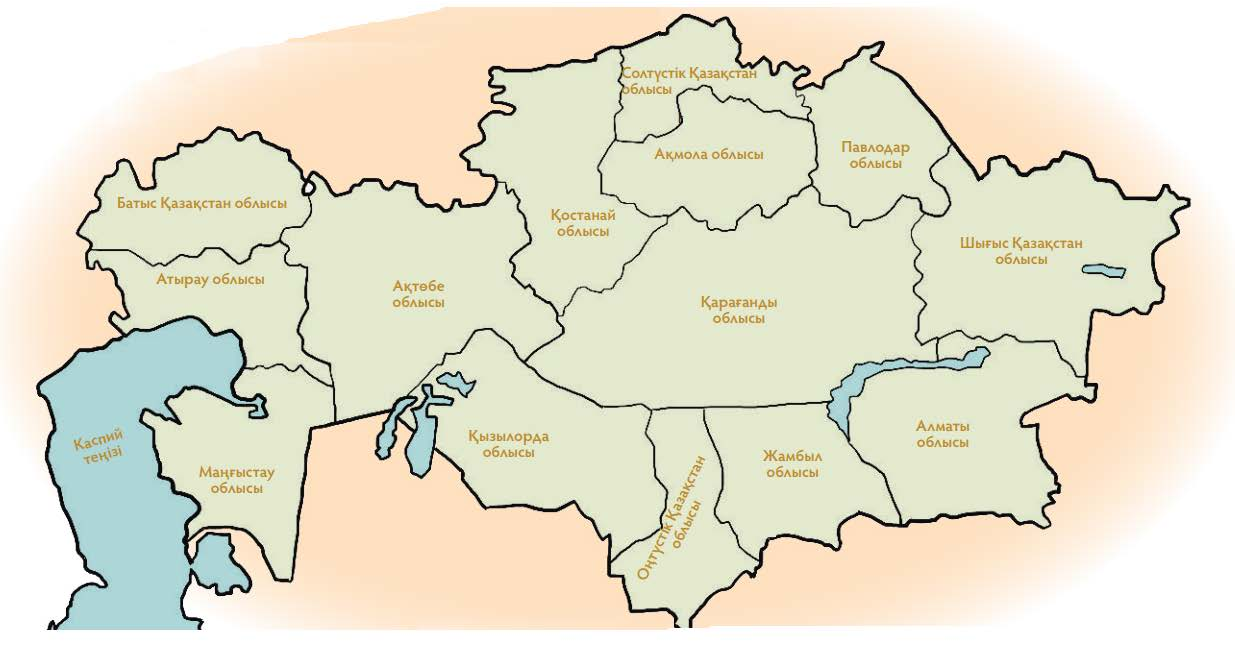 Солтүстік Қазақстан
облысы
Ақмола облысы
Павлодар
облысы
Батыс Қазақстан облысы
Қостанай
облысы
Шығыс Қазақстан
облысы
Атырау облысы
Ақтөбе
облысы
Қарағанды
облысы
Каспий
теңізі
Маңғыстау
облысы
Қызылорда
облысы
Оңтүстік Қазақстан
облысы
Жамбыл
облысы
Алматы
облысы